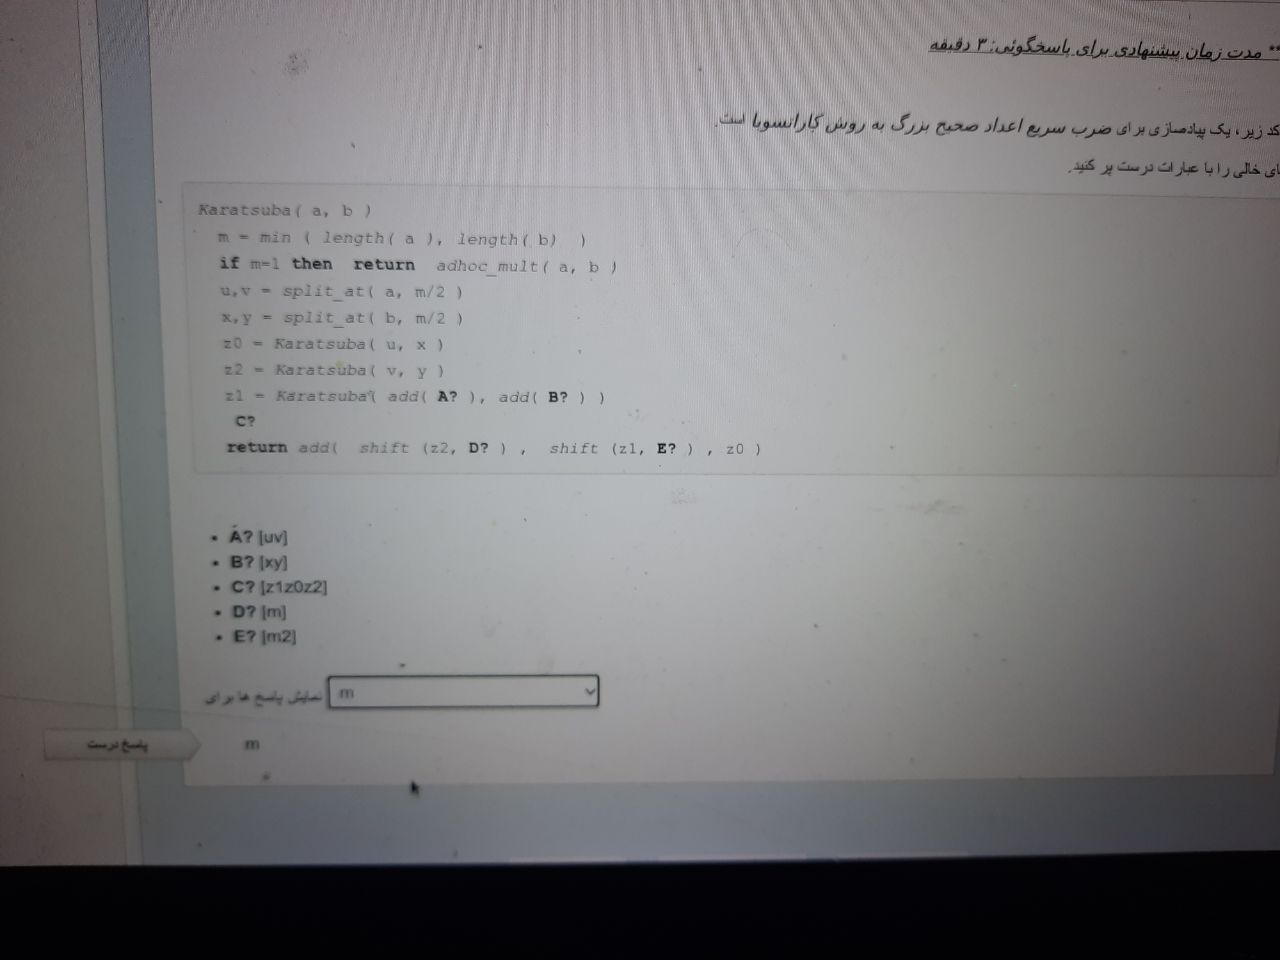 ** مدت زمان پیشنهادی برای پاسخگوئی: ۳ دقیقه
کد زیر، یک پیاده‌سازی برای ضرب سریع اعداد صحیح بزرگ به روش کاراتسوبا است.
ای خالی را با عبارات درست پر کنید.
Karatsuba( a, b )
m = min ( length( a ), length( b) )
if m=1 then return adhoc_mult( a, b )
u,v = split_at( a, m/2 )
x,y = split_at( b, m/2 )
z0 = Karatsuba( u, x )
z2 = Karatsuba( v, y )
z1 = Karatsuba( add( A? ), add( B? ) )
C?
return add( shift (z2, D? ) , shift (z1, E? ) , z0 )
• A? [uv]
• B? [xy]
• C? [z1z0z2]
• D? [m]
• E? [m2]
نمایش پاسخ ها برای m
پاسخ درست m